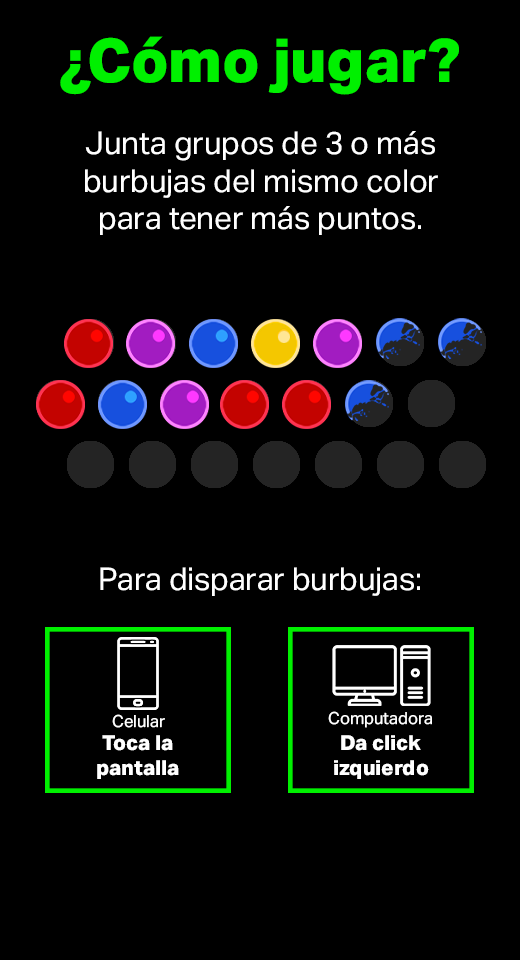 ¿Cómo jugar?
Junta grupos de 3 o más
burbujas del mismo color
para tener más puntos.
Para disparar burbujas:
Celular
Toca la
pantalla
Computadora
Da click
izquierdo